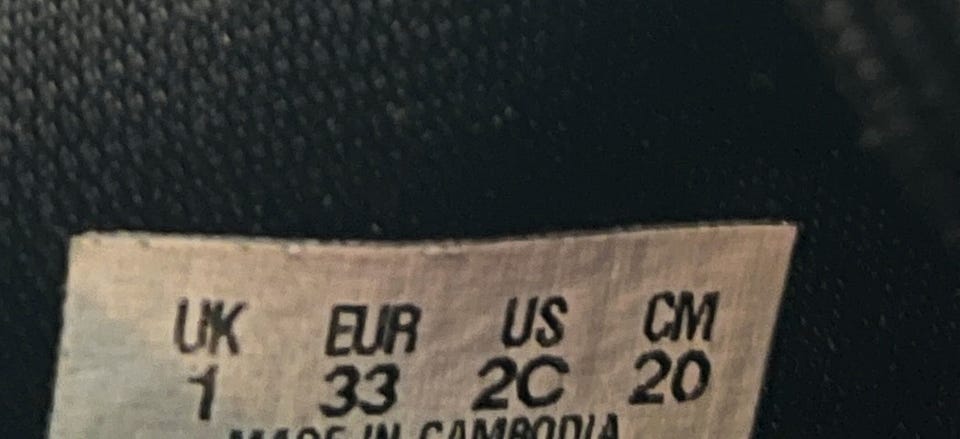 UK EUR US CM
1 33 2C 20
MADE IN CAMBODIA